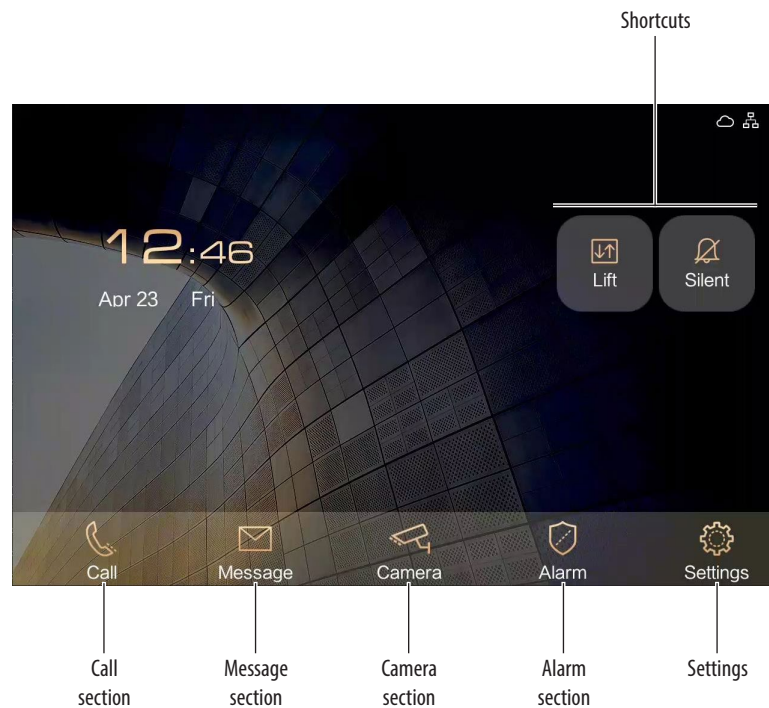 Shortcuts
12:46
Apr 23 Fri
Lift Silent
Call Message Camera Alarm Settings
Call section
Message section
Camera section
Alarm section
Settings